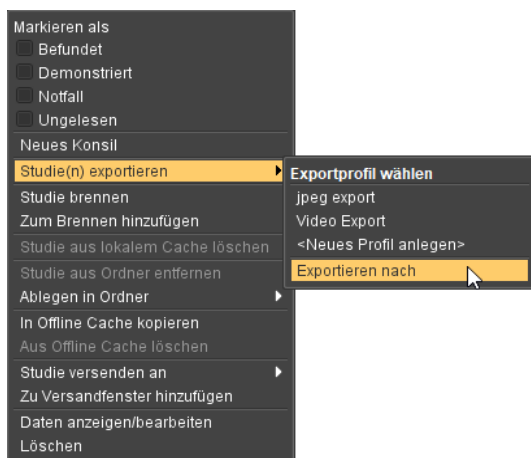 Markieren als
Befundet
Demonstriert
Notfall
Ungelesen
Neues Konsil
Studie(n) exportieren
Studie brennen
Zum Brennen hinzufügen
Studie aus lokalem Cache löschen
Studie aus Ordner entfernen
Ablegen in Ordner
In Offline Cache kopieren
Aus Offline Cache löschen
Studie versenden an
Zu Versandfenster hinzufügen
Daten anzeigen/bearbeiten
Löschen
Exportprofil wählen
jpeg export
Video Export
<Neues Profil anlegen>
Exportieren nach